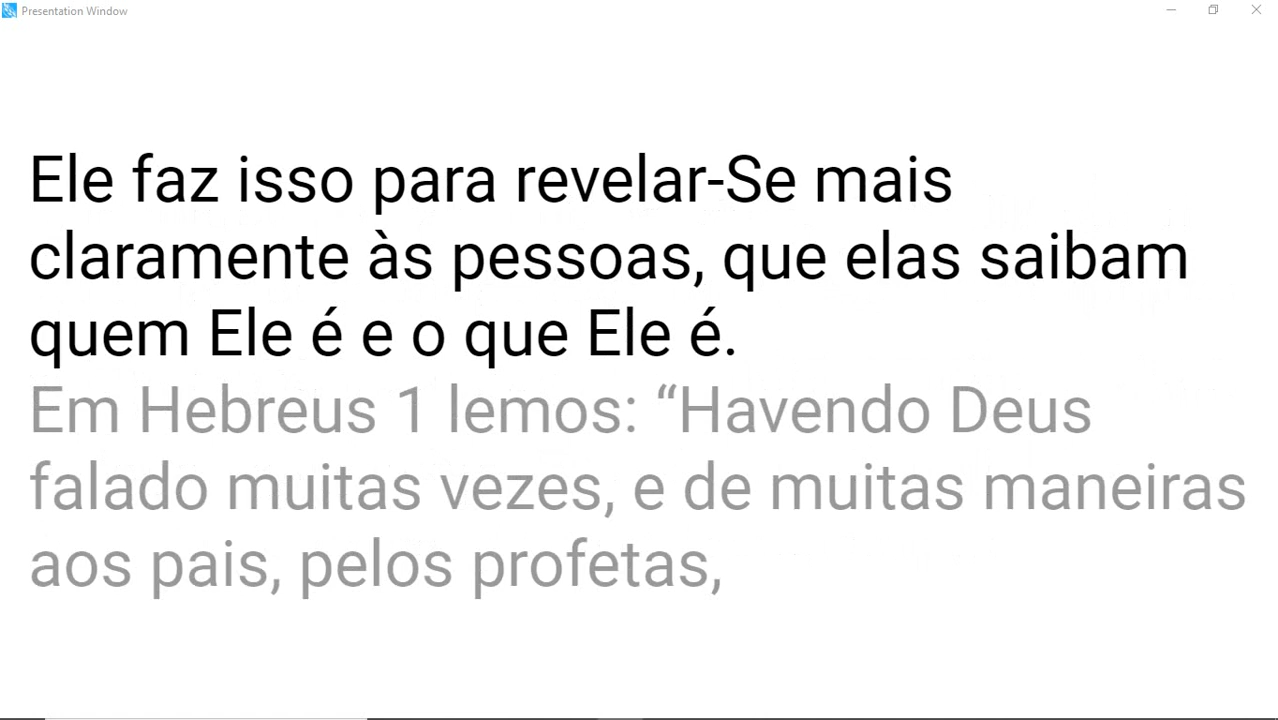 Presentation Window
Ele faz isso para revelar-Se mais
claramente às pessoas, que elas saibam
quem Ele é e o que Ele é.
Em Hebreus 1 lemos: “Havendo Deus
falado muitas vezes, e de muitas maneiras
aos pais, pelos profetas,